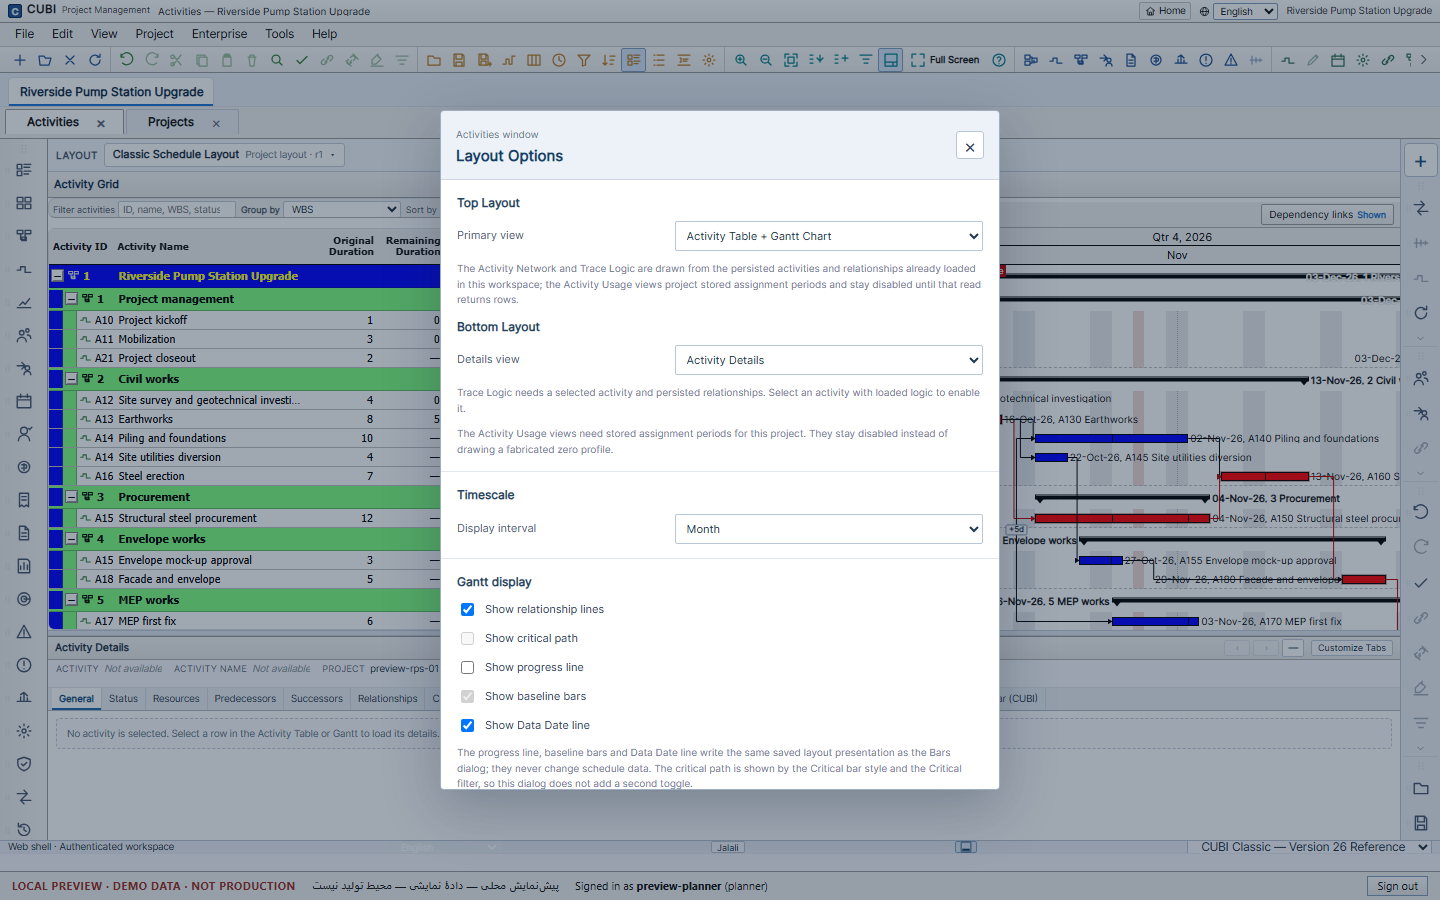 CUBI Project Management Activities — Riverside Pump Station Upgrade
Home English Riverside Pump Station Upgrade
File Edit View Project Enterprise Tools Help
Full Screen
Riverside Pump Station Upgrade
Activities Projects
LAYOUT Classic Schedule Layout Project layout · r1
Activity Grid
Filter activities ID, name, WBS, status Group by WBS Sort by
Dependency links Shown
Activity ID Activity Name Original Duration Remaining Duration
Qtr 4, 2026
Nov
1 Riverside Pump Station Upgrade
1 Project management
A10 Project kickoff 1 0
A11 Mobilization 3 0
A21 Project closeout 2 —
03-Dec-2
2 Civil works
13-Nov-26, 2 Civil
A12 Site survey and geotechnical investi... 4 0
otechnical investigation
A13 Earthworks 8 5
16-Oct-26, A130 Earthworks
A14 Piling and foundations 10 —
02-Nov-26, A140 Piling and foundations
A14 Site utilities diversion 4 —
22-Oct-26, A145 Site utilities diversion
A16 Steel erection 7 —
13-Nov-26, A160 S
3 Procurement
04-Nov-26, 3 Procurement
A15 Structural steel procurement 12 —
04-Nov-26, A150 Structural steel procur
+5d
4 Envelope works
Envelope works
A15 Envelope mock-up approval 3 —
27-Oct-26, A155 Envelope mock-up approval
A18 Facade and envelope 5 —
20-Nov-26, A180 Facade and envelope
5 MEP works
6-Nov-26, 5 MEP works
A17 MEP first fix 6
03-Nov-26, A170 MEP first fix
Activity Details
Customize Tabs
ACTIVITY Not available ACTIVITY NAME Not available PROJECT preview-rps-01
General Status Resources Predecessors Successors Relationships C
ar (CUBI)
No activity is selected. Select a row in the Activity Table or Gantt to load its details.
Activities window
Layout Options
Top Layout
Primary view Activity Table + Gantt Chart
The Activity Network and Trace Logic are drawn from the persisted activities and relationships already loaded
in this workspace; the Activity Usage views project stored assignment periods and stay disabled until that read
returns rows.
Bottom Layout
Details view Activity Details
Trace Logic needs a selected activity and persisted relationships. Select an activity with loaded logic to enable
it.
The Activity Usage views need stored assignment periods for this project. They stay disabled instead of
drawing a fabricated zero profile.
Timescale
Display interval Month
Gantt display
Show relationship lines
Show critical path
Show progress line
Show baseline bars
Show Data Date line
The progress line, baseline bars and Data Date line write the same saved layout presentation as the Bars
dialog; they never change schedule data. The critical path is shown by the Critical bar style and the Critical
filter, so this dialog does not add a second toggle.
Web shell · Authenticated workspace English Jalali CUBI Classic — Version 26 Reference
LOCAL PREVIEW · DEMO DATA · NOT PRODUCTION پیش‌نمایش محلی — دادهٔ نمایشی — محیط تولید نیست Signed in as preview-planner (planner) Sign out